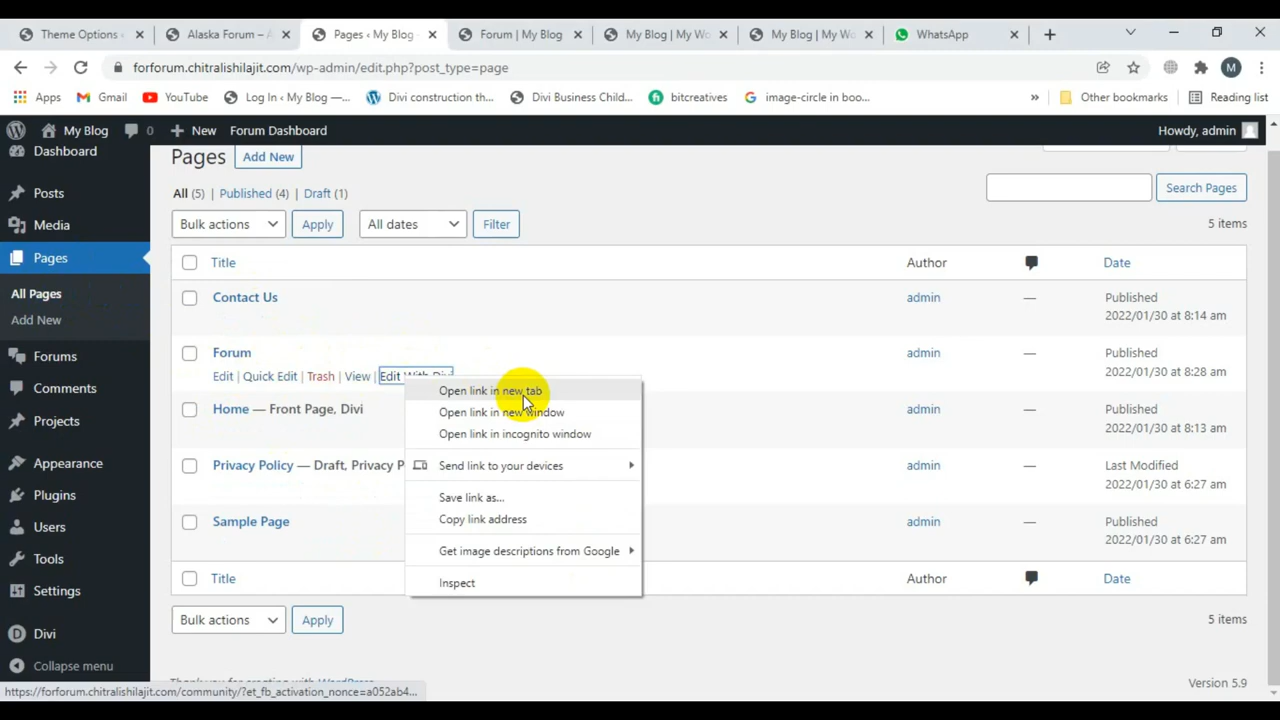 Theme Options ‹
Alaska Forum – A
Pages ‹ My Blog
Forum | My Blog
My Blog | My Wo
My Blog | My Wo
WhatsApp
forforum.chitralishilajit.com/wp-admin/edit.php?post_type=page
M
Apps
Gmail
YouTube
Log In ‹ My Blog —...
Divi construction th...
Divi Business Child...
bitcreatives
image-circle in boo...
»
Other bookmarks
Reading list
My Blog
0
New
Forum Dashboard
Howdy, admin
Dashboard
Posts
Media
Pages
All Pages
Add New
Forums
Comments
Projects
Appearance
Plugins
Users
Tools
Settings
Divi
Collapse menu
Pages
Add New
All (5) | Published (4) | Draft (1)
Search Pages
Bulk actions
Apply
All dates
Filter
5 items
Title
Author
Date
Contact Us
admin
—
Published
2022/01/30 at 8:14 am
Forum
Edit | Quick Edit | Trash | View | Edit With Divi
admin
—
Published
2022/01/30 at 8:28 am
Home — Front Page, Divi
admin
—
Published
2022/01/30 at 8:13 am
Privacy Policy — Draft, Privacy P
admin
—
Last Modified
2022/01/30 at 6:27 am
Sample Page
admin
—
Published
2022/01/30 at 6:27 am
Title
Author
Date
Bulk actions
Apply
5 items
Open link in new tab
Open link in new window
Open link in incognito window
Send link to your devices
Save link as...
Copy link address
Get image descriptions from Google
Inspect
Thank you for creating with WordPress.
Version 5.9
https://forforum.chitralishilajit.com/community/?et_fb_activation_nonce=a052ab4...